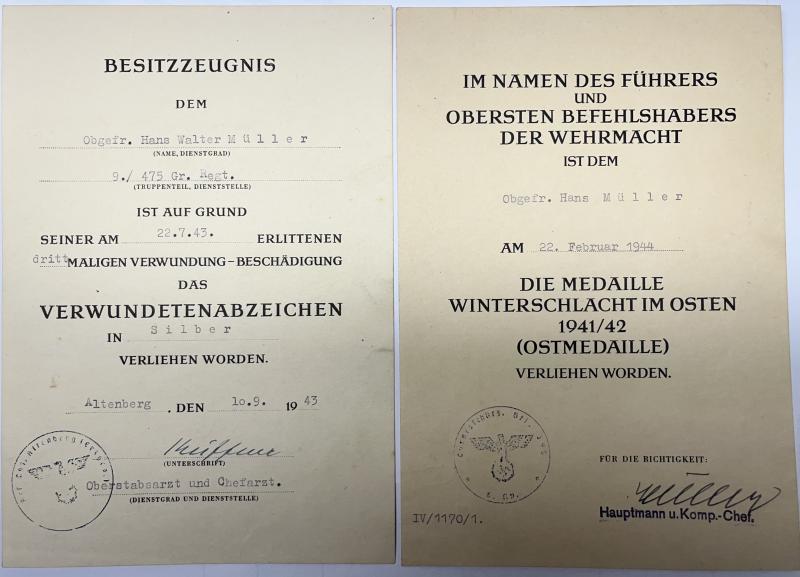 BESITZZEUGNIS
DEM
Obgefr. Hans Walter Müller
(NAME, DIENSTGRAD)
9./ 475 Gr. Regt.
(TRUPPENTEIL, DIENSTSTELLE)
IST AUF GRUND
SEINER AM 22.7.43. ERLITTENEN
dritt MALIGEN VERWUNDUNG-BESCHÄDIGUNG
DAS
VERWUNDETENABZEICHEN
IN Silber
VERLIEHEN WORDEN.
Altenberg , DEN 10.9. 1943
(UNTERSCHRIFT)
Oberstabsarzt und Chefarzt.
(DIENSTGRAD UND DIENSTSTELLE)
IM NAMEN DES FÜHRERS
UND
OBERSTEN BEFEHLSHABERS
DER WEHRMACHT
IST DEM
Obgefr. Hans Müller
AM 22. Februar 1944
DIE MEDAILLE
WINTERSCHLACHT IM OSTEN
1941/42
(OSTMEDAILLE)
VERLIEHEN WORDEN.
FÜR DIE RICHTIGKEIT:
Hauptmann u. Komp.-Chef.
IV/1170/1.